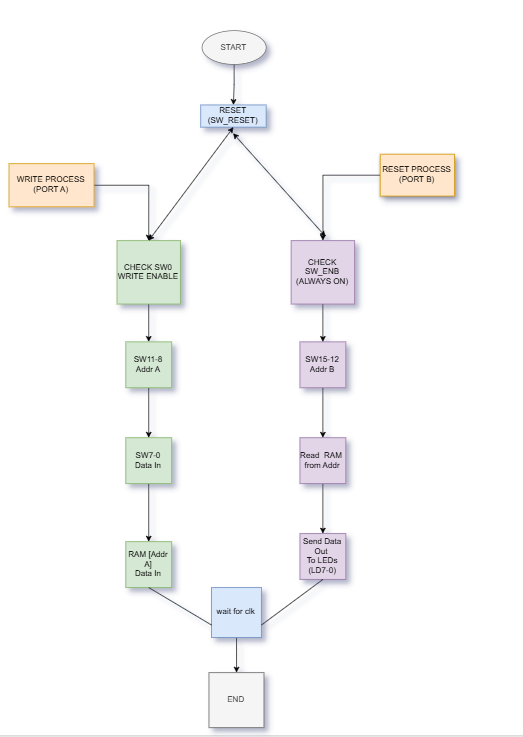 START
RESET
(SW_RESET)
WRITE PROCESS
(PORT A)
RESET PROCESS
(PORT B)
CHECK SW0
WRITE ENABLE
CHECK
SW_ENB
(ALWAYS ON)
SW11-8
Addr A
SW15-12
Addr B
SW7-0
Data In
Read RAM
from Addr
RAM [Addr
A]
Data In
Send Data
Out
To LEDs
(LD7-0)
wait for clk
END